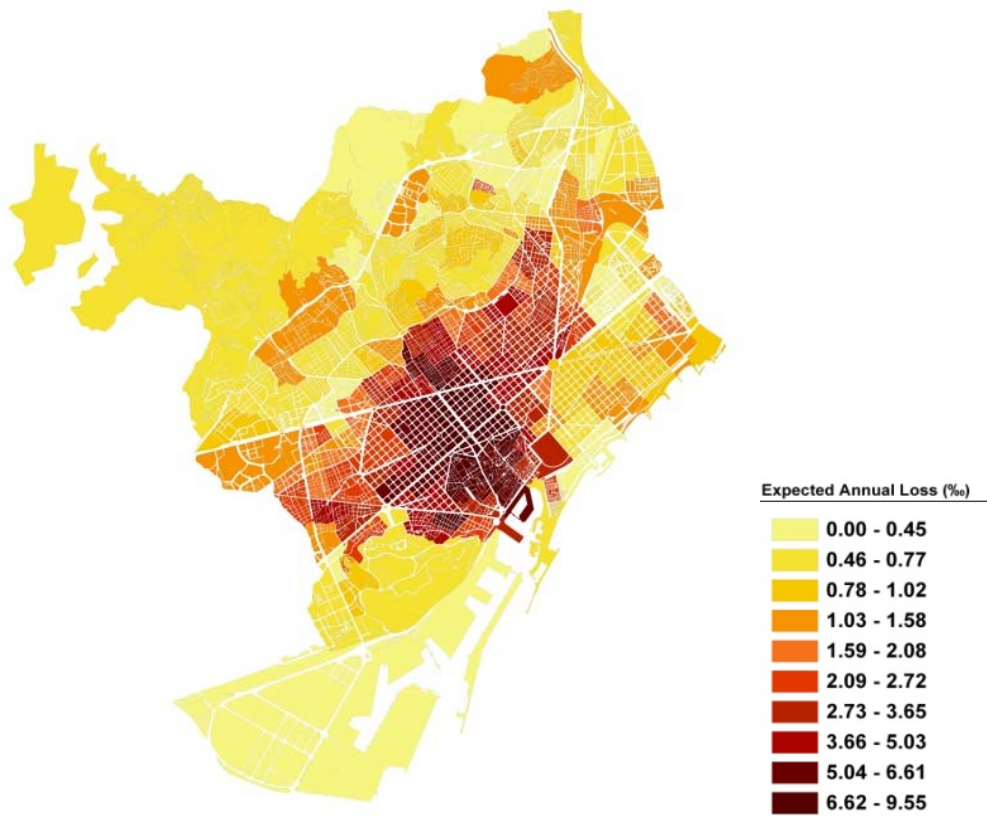 Expected Annual Loss (‰)
0.00 - 0.45
0.46 - 0.77
0.78 - 1.02
1.03 - 1.58
1.59 - 2.08
2.09 - 2.72
2.73 - 3.65
3.66 - 5.03
5.04 - 6.61
6.62 - 9.55